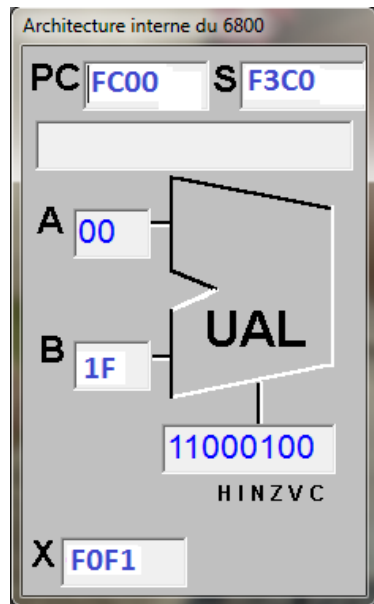 Architecture interne du 6800
PC FC00 S F3C0
A 00
UAL
B 1F
11000100
H I N Z V C
X F0F1